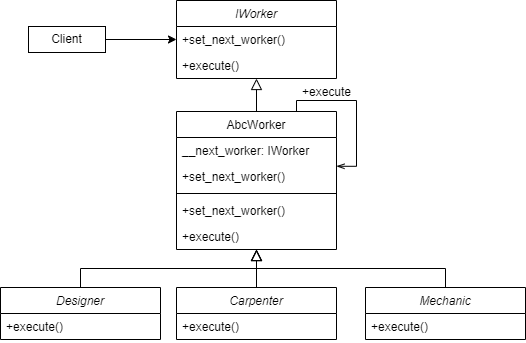 IWorker
Client
+set_next_worker()
+execute()
+execute
AbcWorker
__next_worker: IWorker
+set_next_worker()
+set_next_worker()
+execute()
Designer
Carpenter
Mechanic
+execute()
+execute()
+execute()